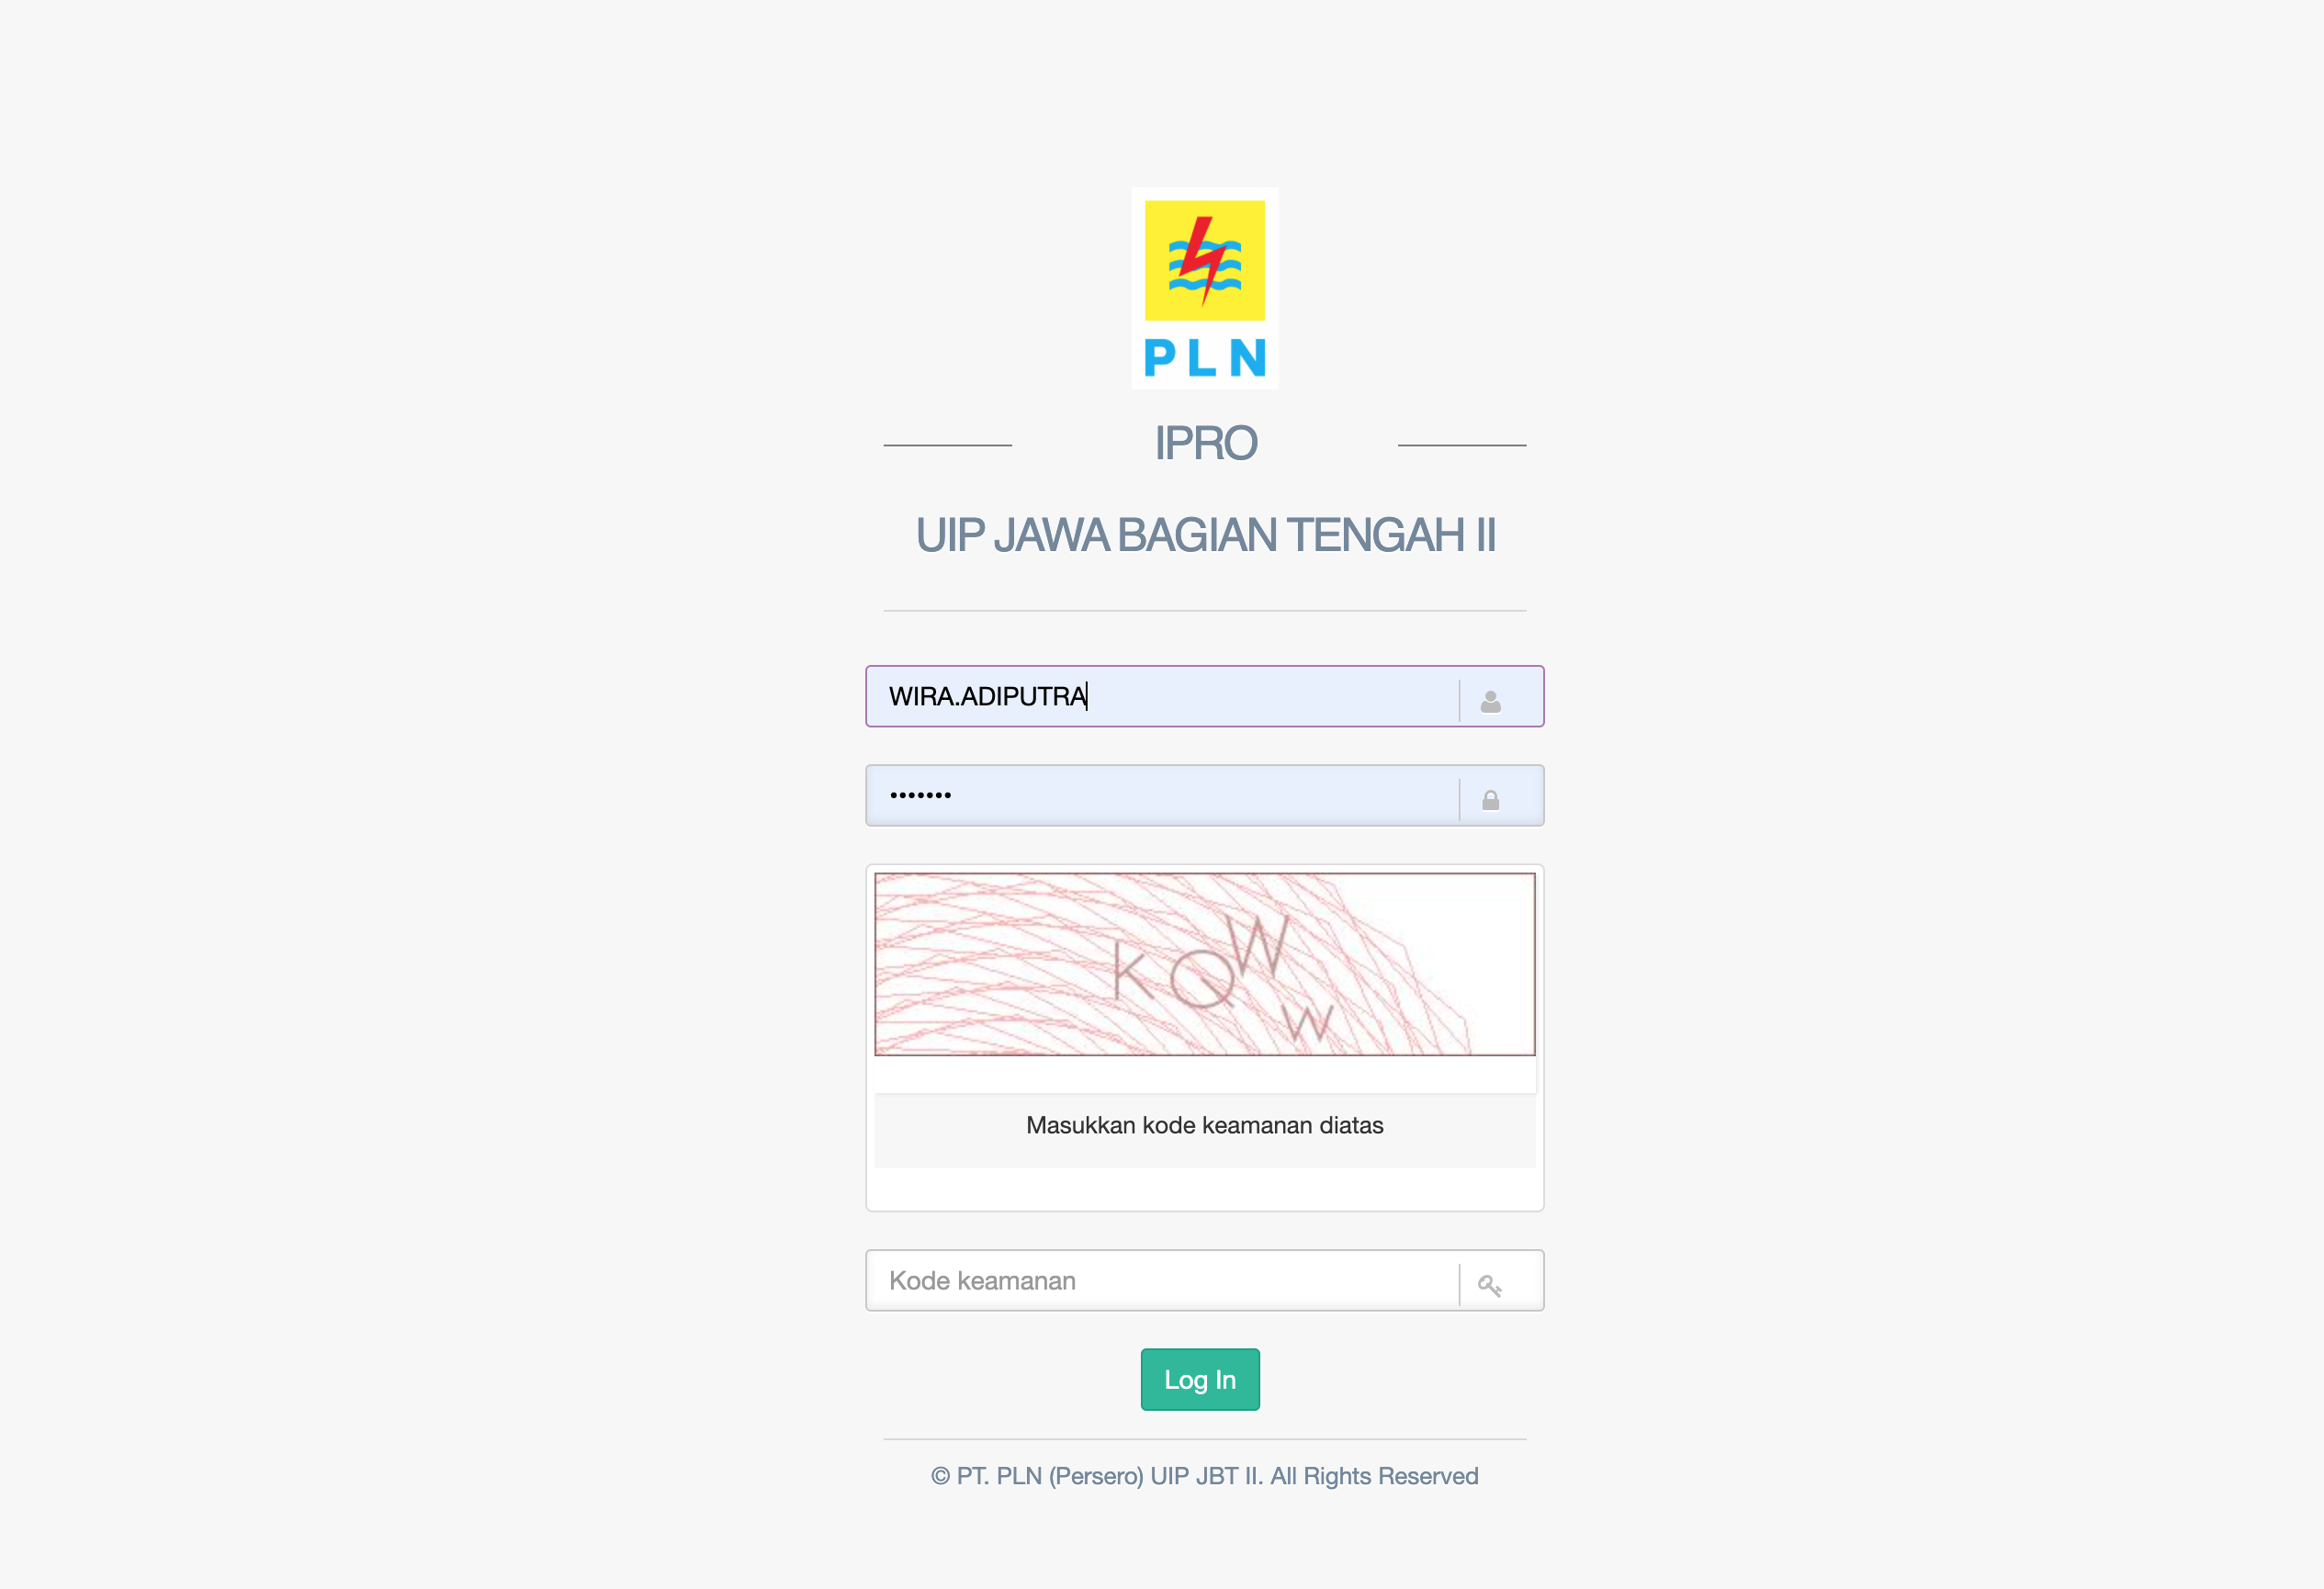 PLN
IPRO
UIP JAWA BAGIAN TENGAH II
WIRA.ADIPUTRA
•••••••
KQWW
Masukkan kode keamanan diatas
Kode keamanan
Log In
© PT. PLN (Persero) UIP JBT II. All Rights Reserved